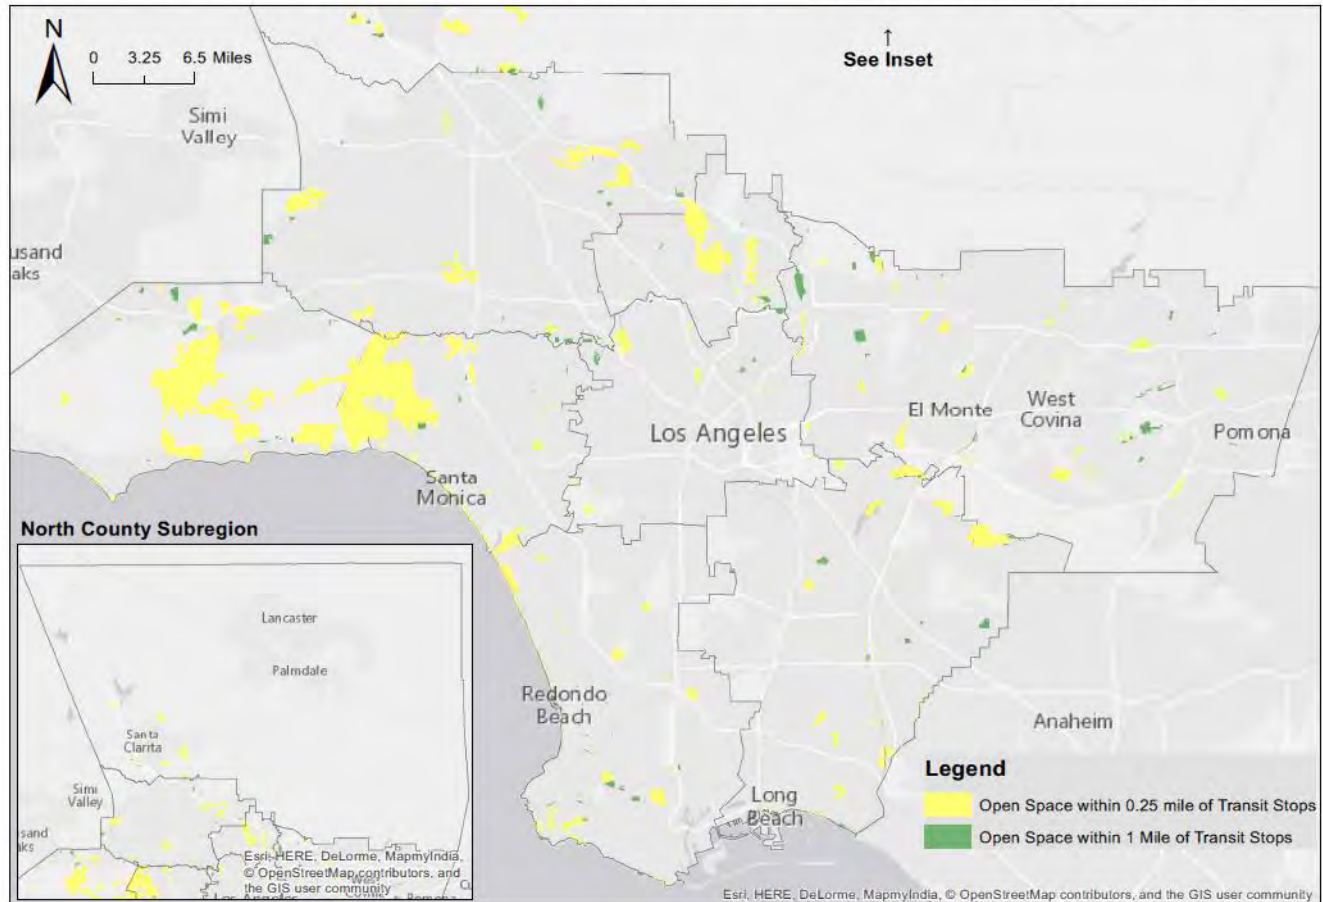 N
0 3.25 6.5 Miles
↑
See Inset
Simi
Valley
usand
aks
Los Angeles
El Monte
West
Covina
Pomona
Santa
Monica
Redondo
Beach
Long
Beach
Anaheim
North County Subregion
Lancaster
Palmdale
Santa
Clarita
Simi
Valley
usand
aks
Esri, HERE, DeLorme, MapmyIndia,
© OpenStreetMap contributors, and
the GIS user community
Los Angeles
West
Pomona
Legend
Open Space within 0.25 mile of Transit Stops
Open Space within 1 Mile of Transit Stops
Esri, HERE, DeLorme, MapmyIndia, © OpenStreetMap contributors, and the GIS user community